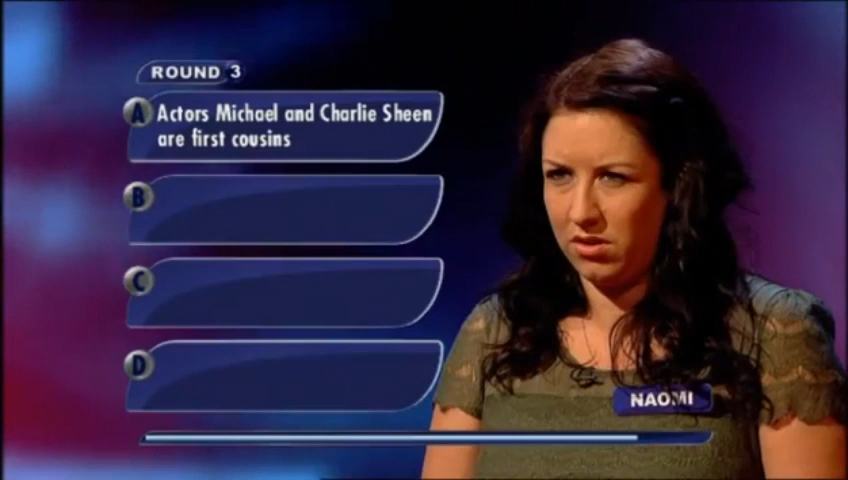 ROUND 3
A Actors Michael and Charlie Sheen
are first cousins
B
C
D
NAOMI